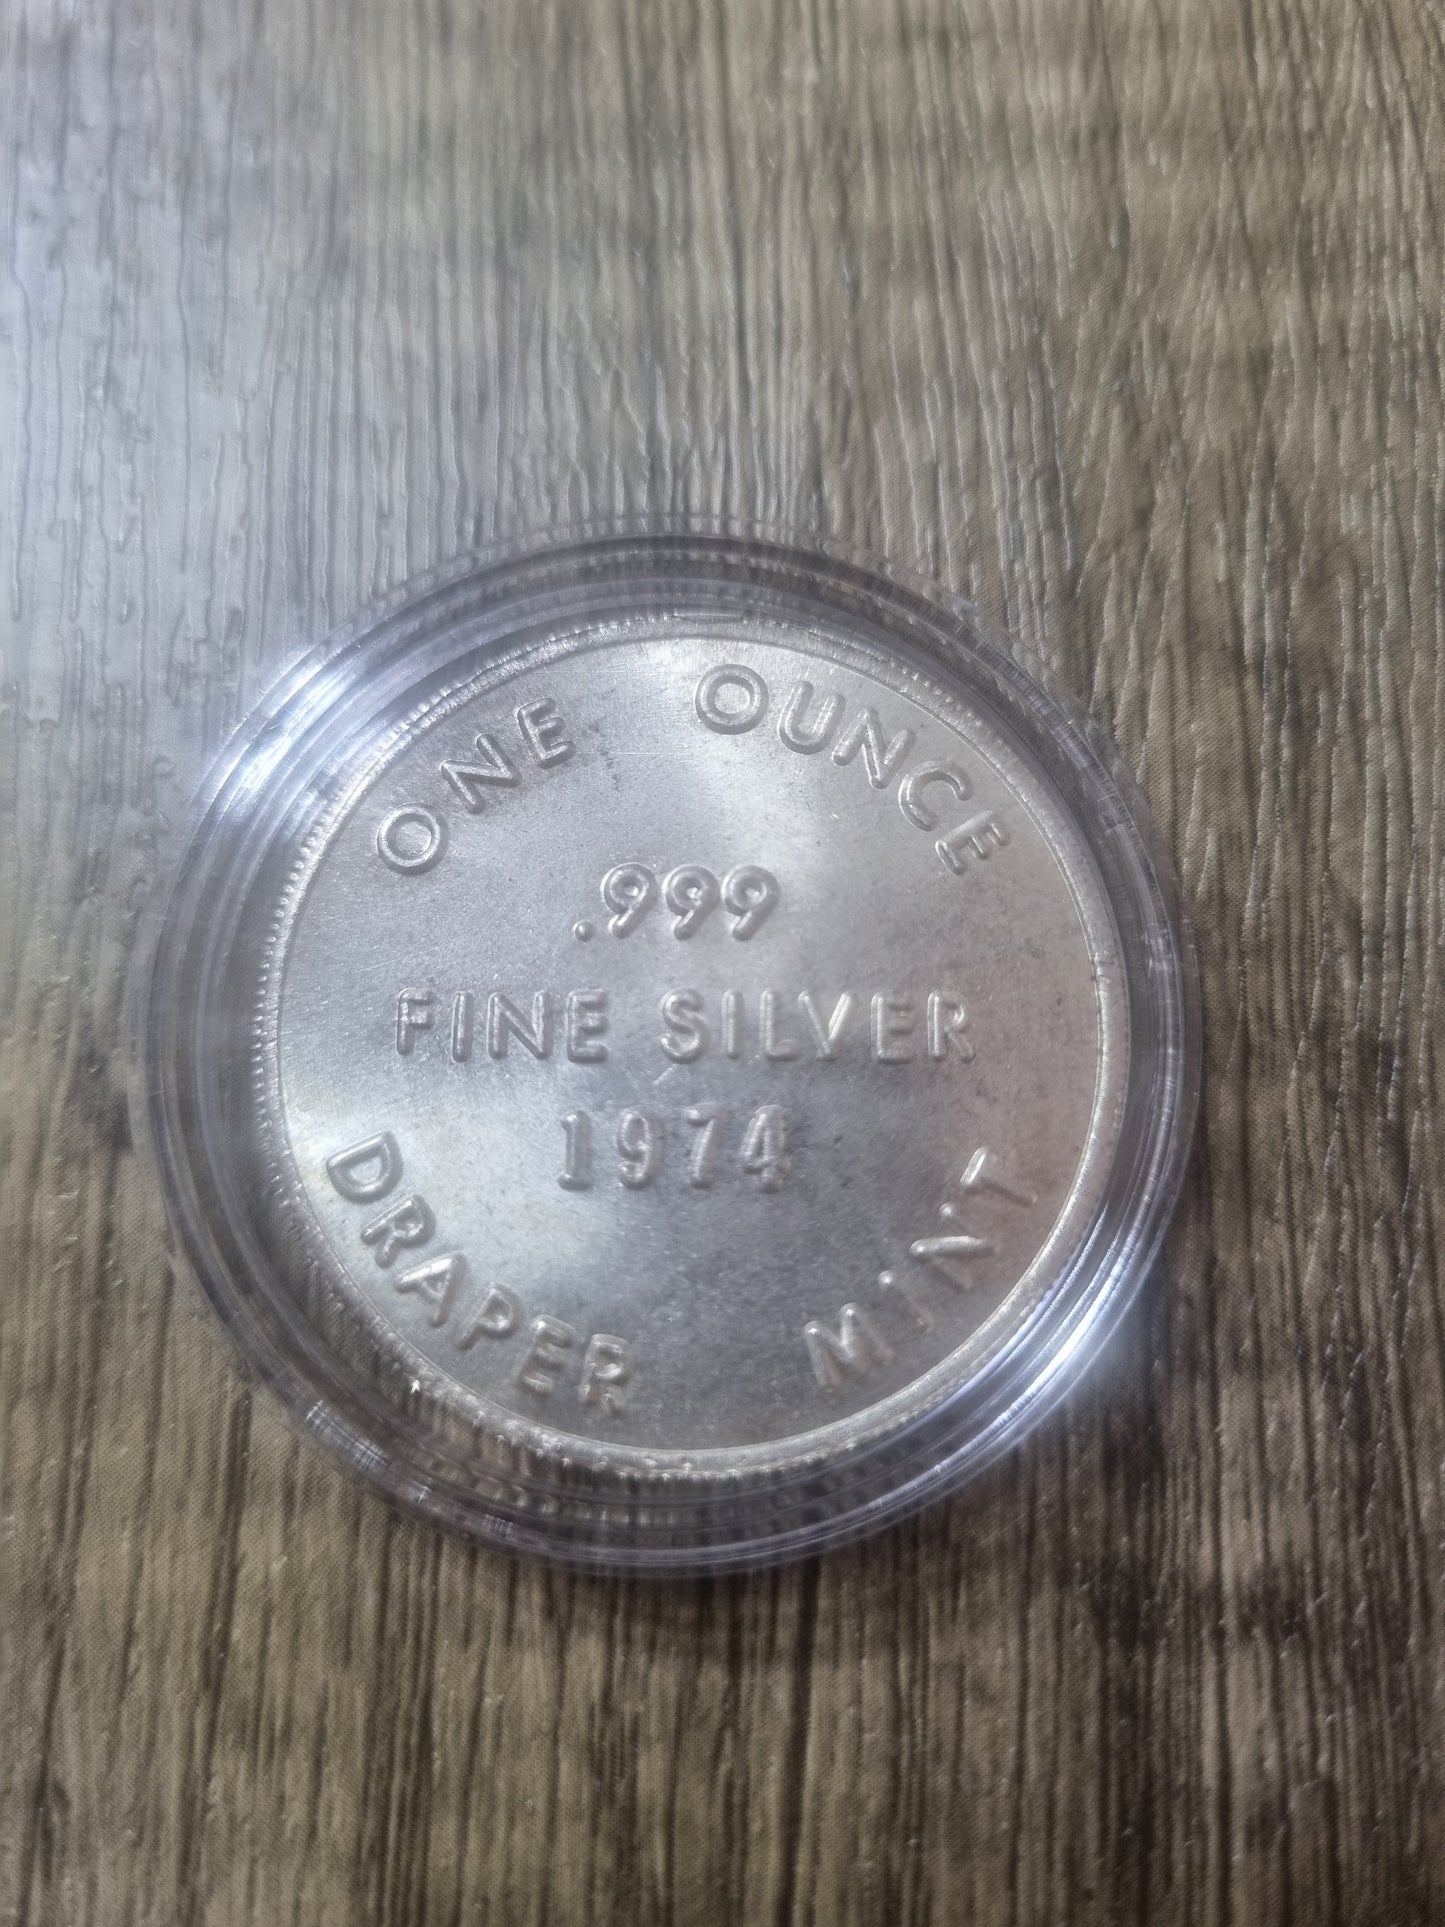 ONE OUNCE
.999
FINE SILVER
1974
DRAPER MINT